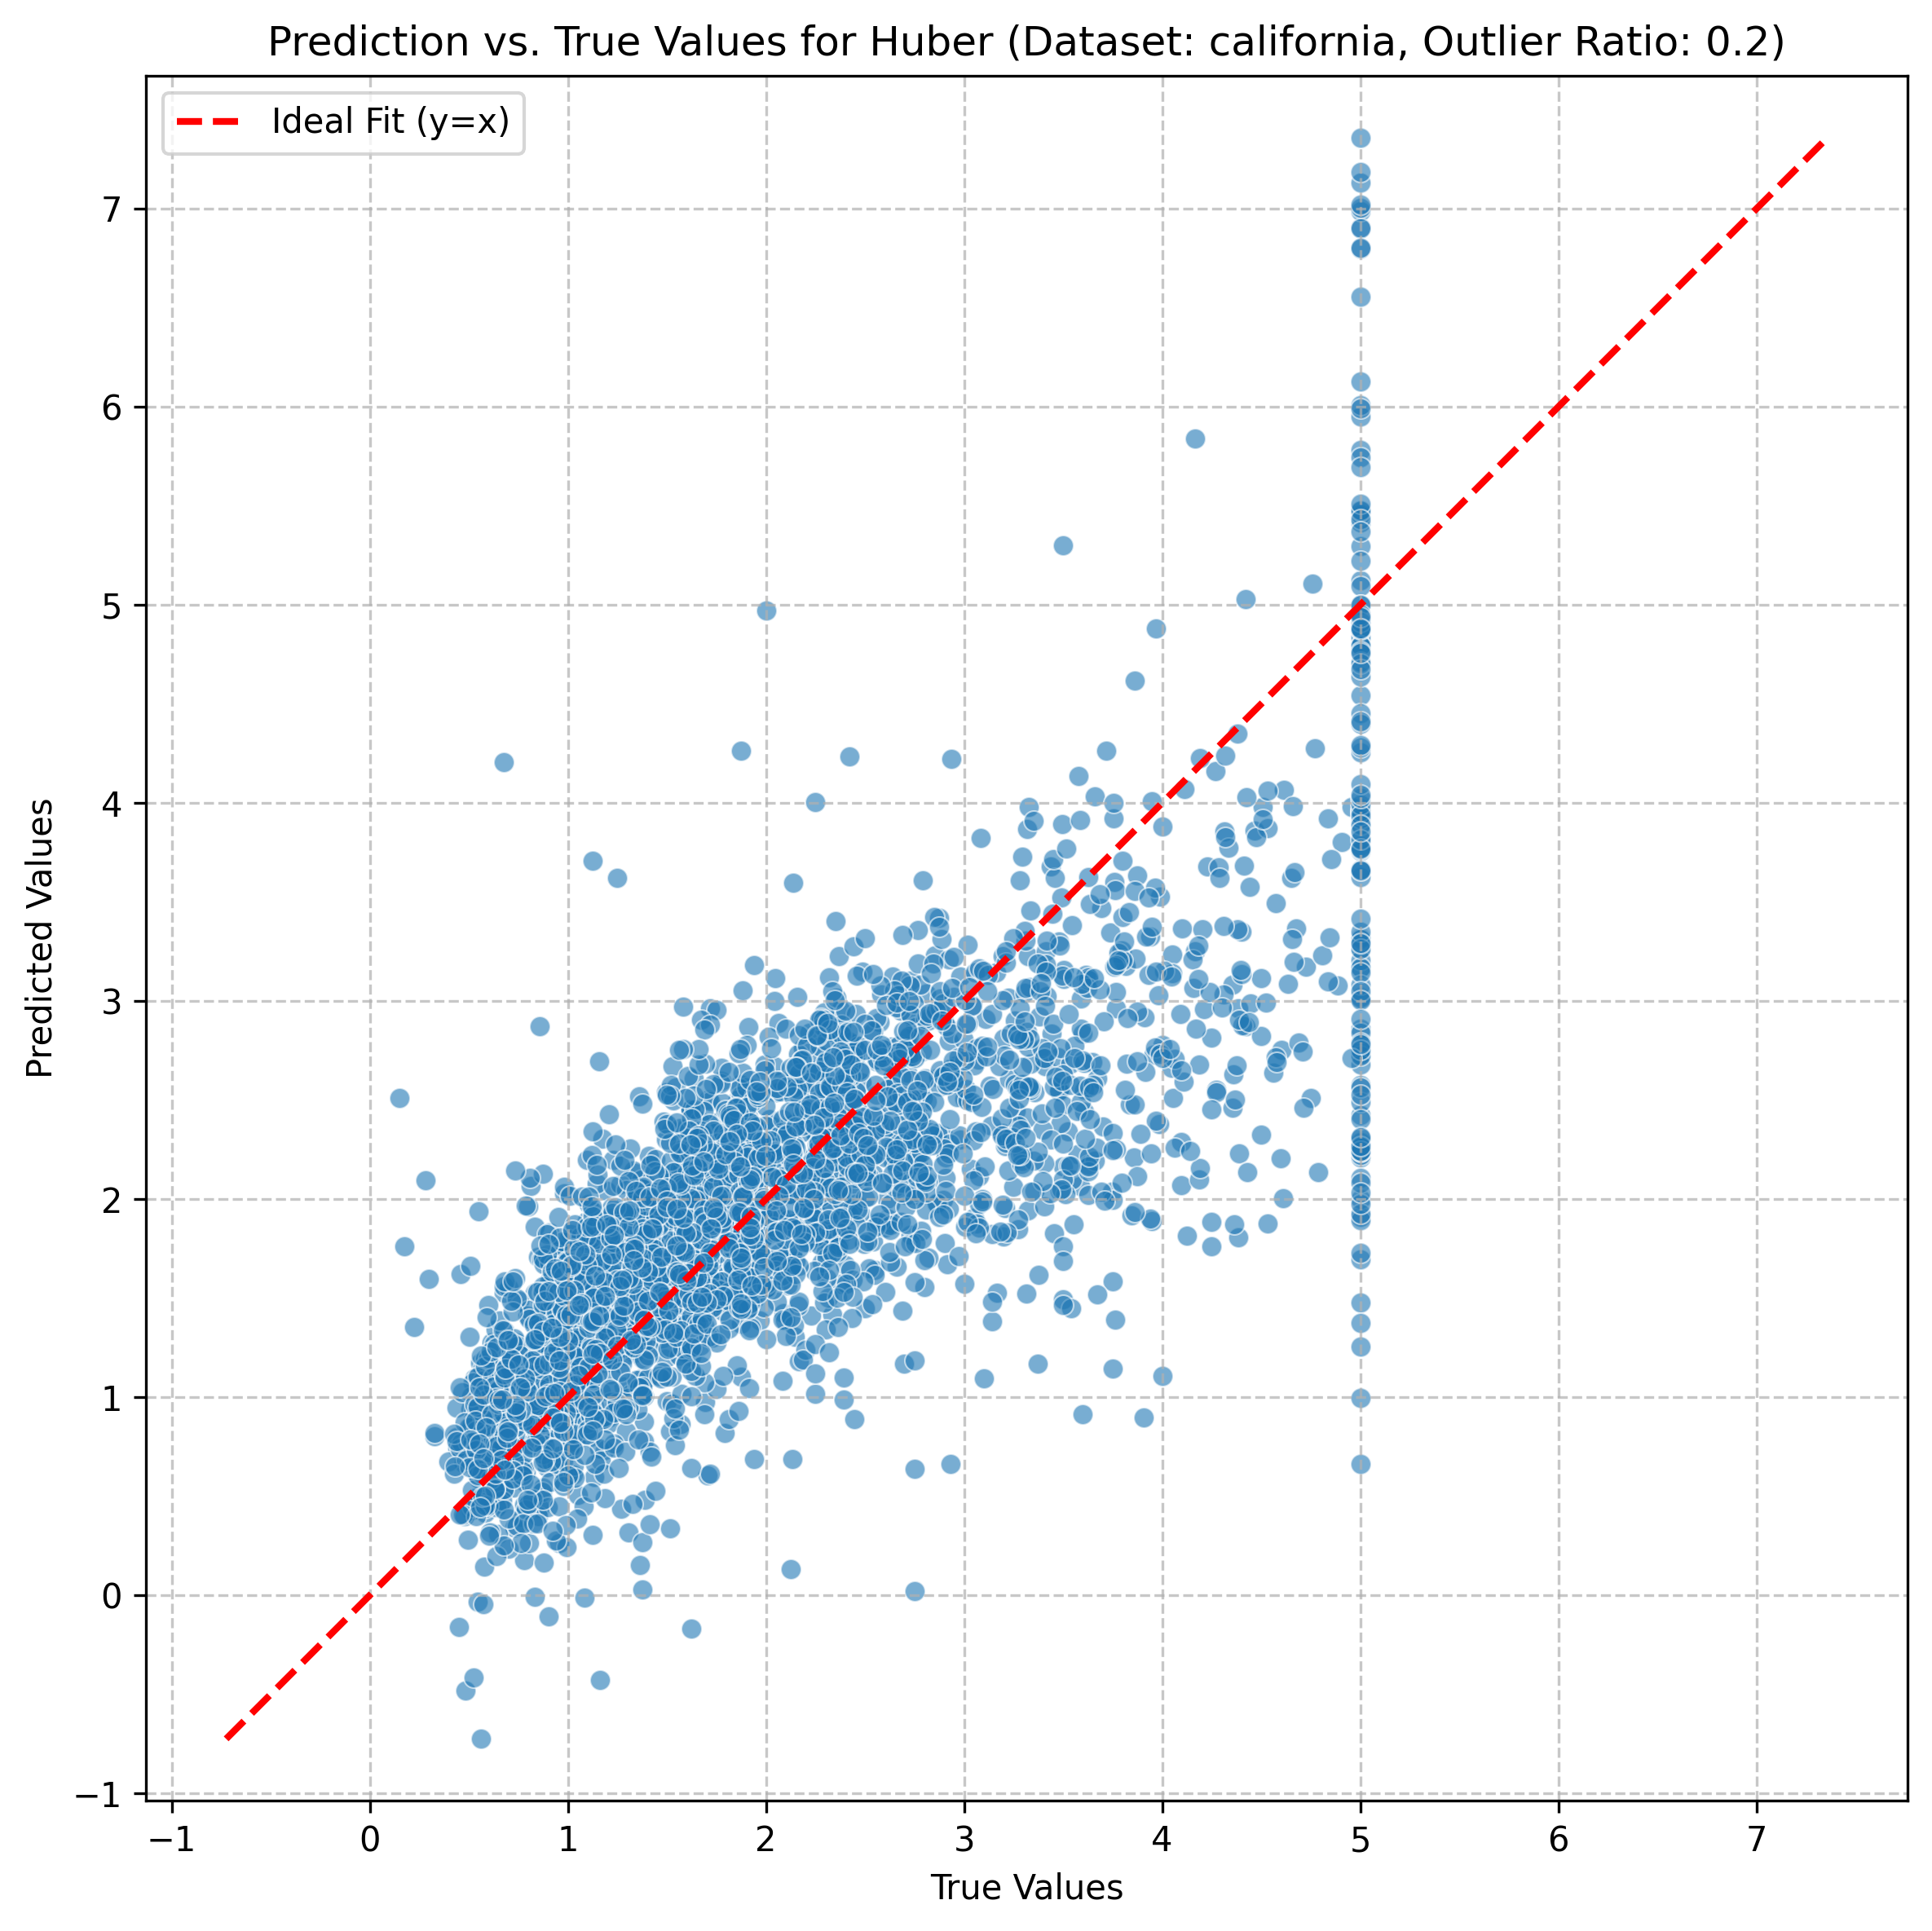 Prediction vs. True Values for Huber (Dataset: california, Outlier Ratio: 0.2)
Ideal Fit (y=x)
7
6
5
4
3
2
1
0
−1
Predicted Values
−1 0 1 2 3 4 5 6 7
True Values